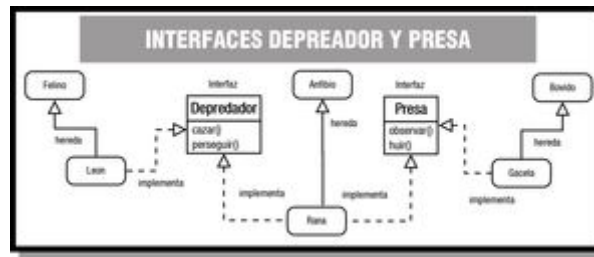 INTERFACES DEPREADOR Y PRESA
Felino
Interfaz
Anfibio
Interfaz
Bovido
Depredador
Presa
cazar()
perseguir()
observar()
huir()
hereda
hereda
hereda
Leon
implementa
implementa
Rana
implementa
implementa
Gacela